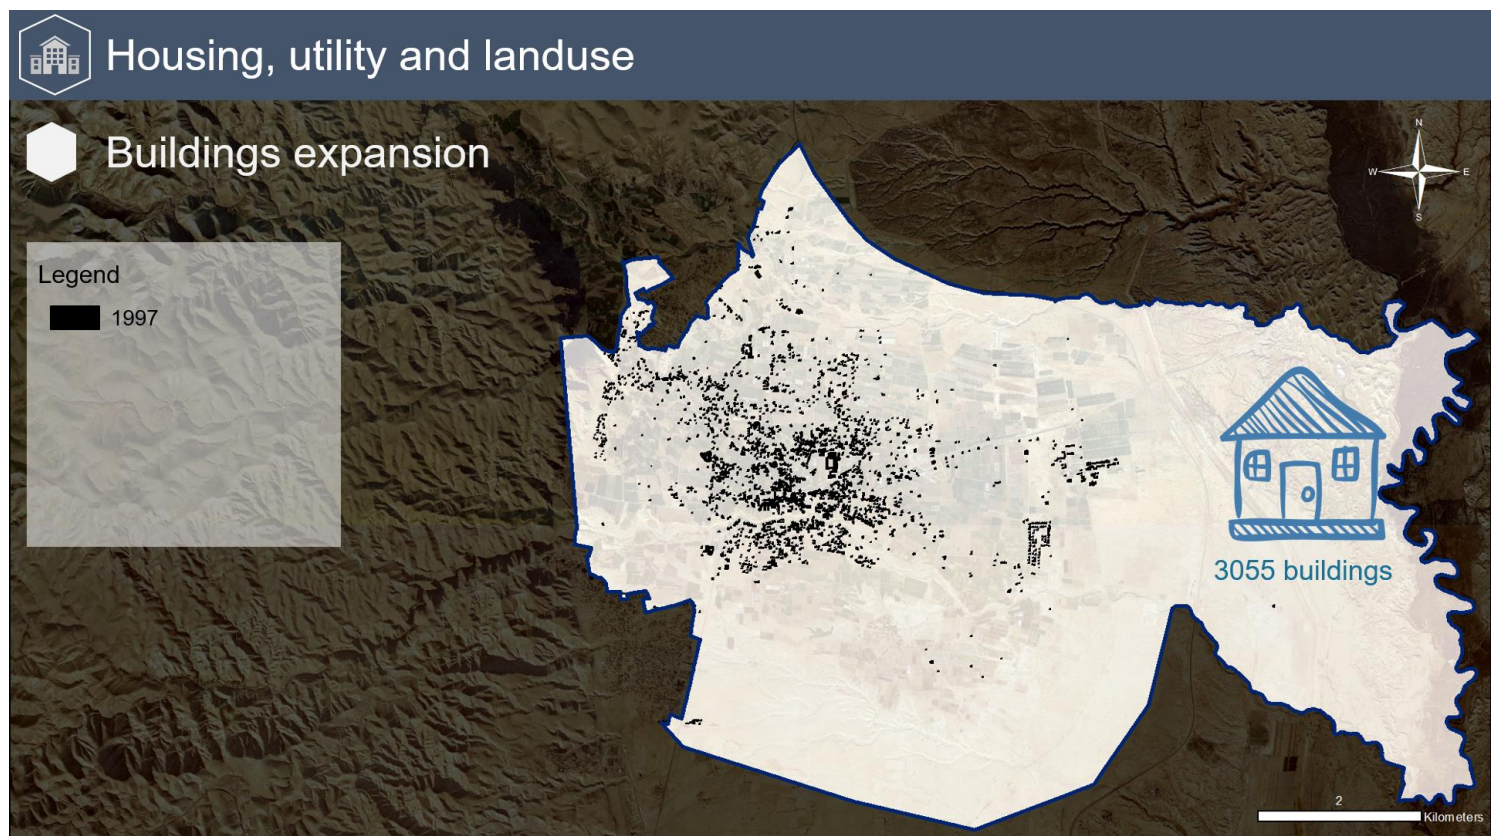 Housing, utility and landuse
Buildings expansion
N
W
E
S
Legend
1997
3055 buildings
2
Kilometers